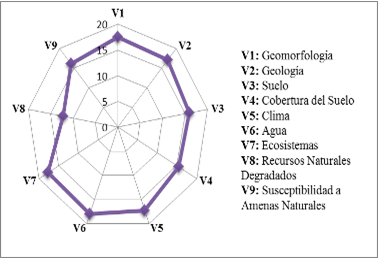 V1
20
V9
V2
15
10
V8
5
V3
0
V7
V4
V6
V5
V1: Geomorfologia
V2: Geologia
V3: Suelo
V4: Cobertura del Suelo
V5: Clima
V6: Agua
V7: Ecosistemas
V8: Recursos Naturales
Degradados
V9: Susceptibilidad a
Amenas Naturales